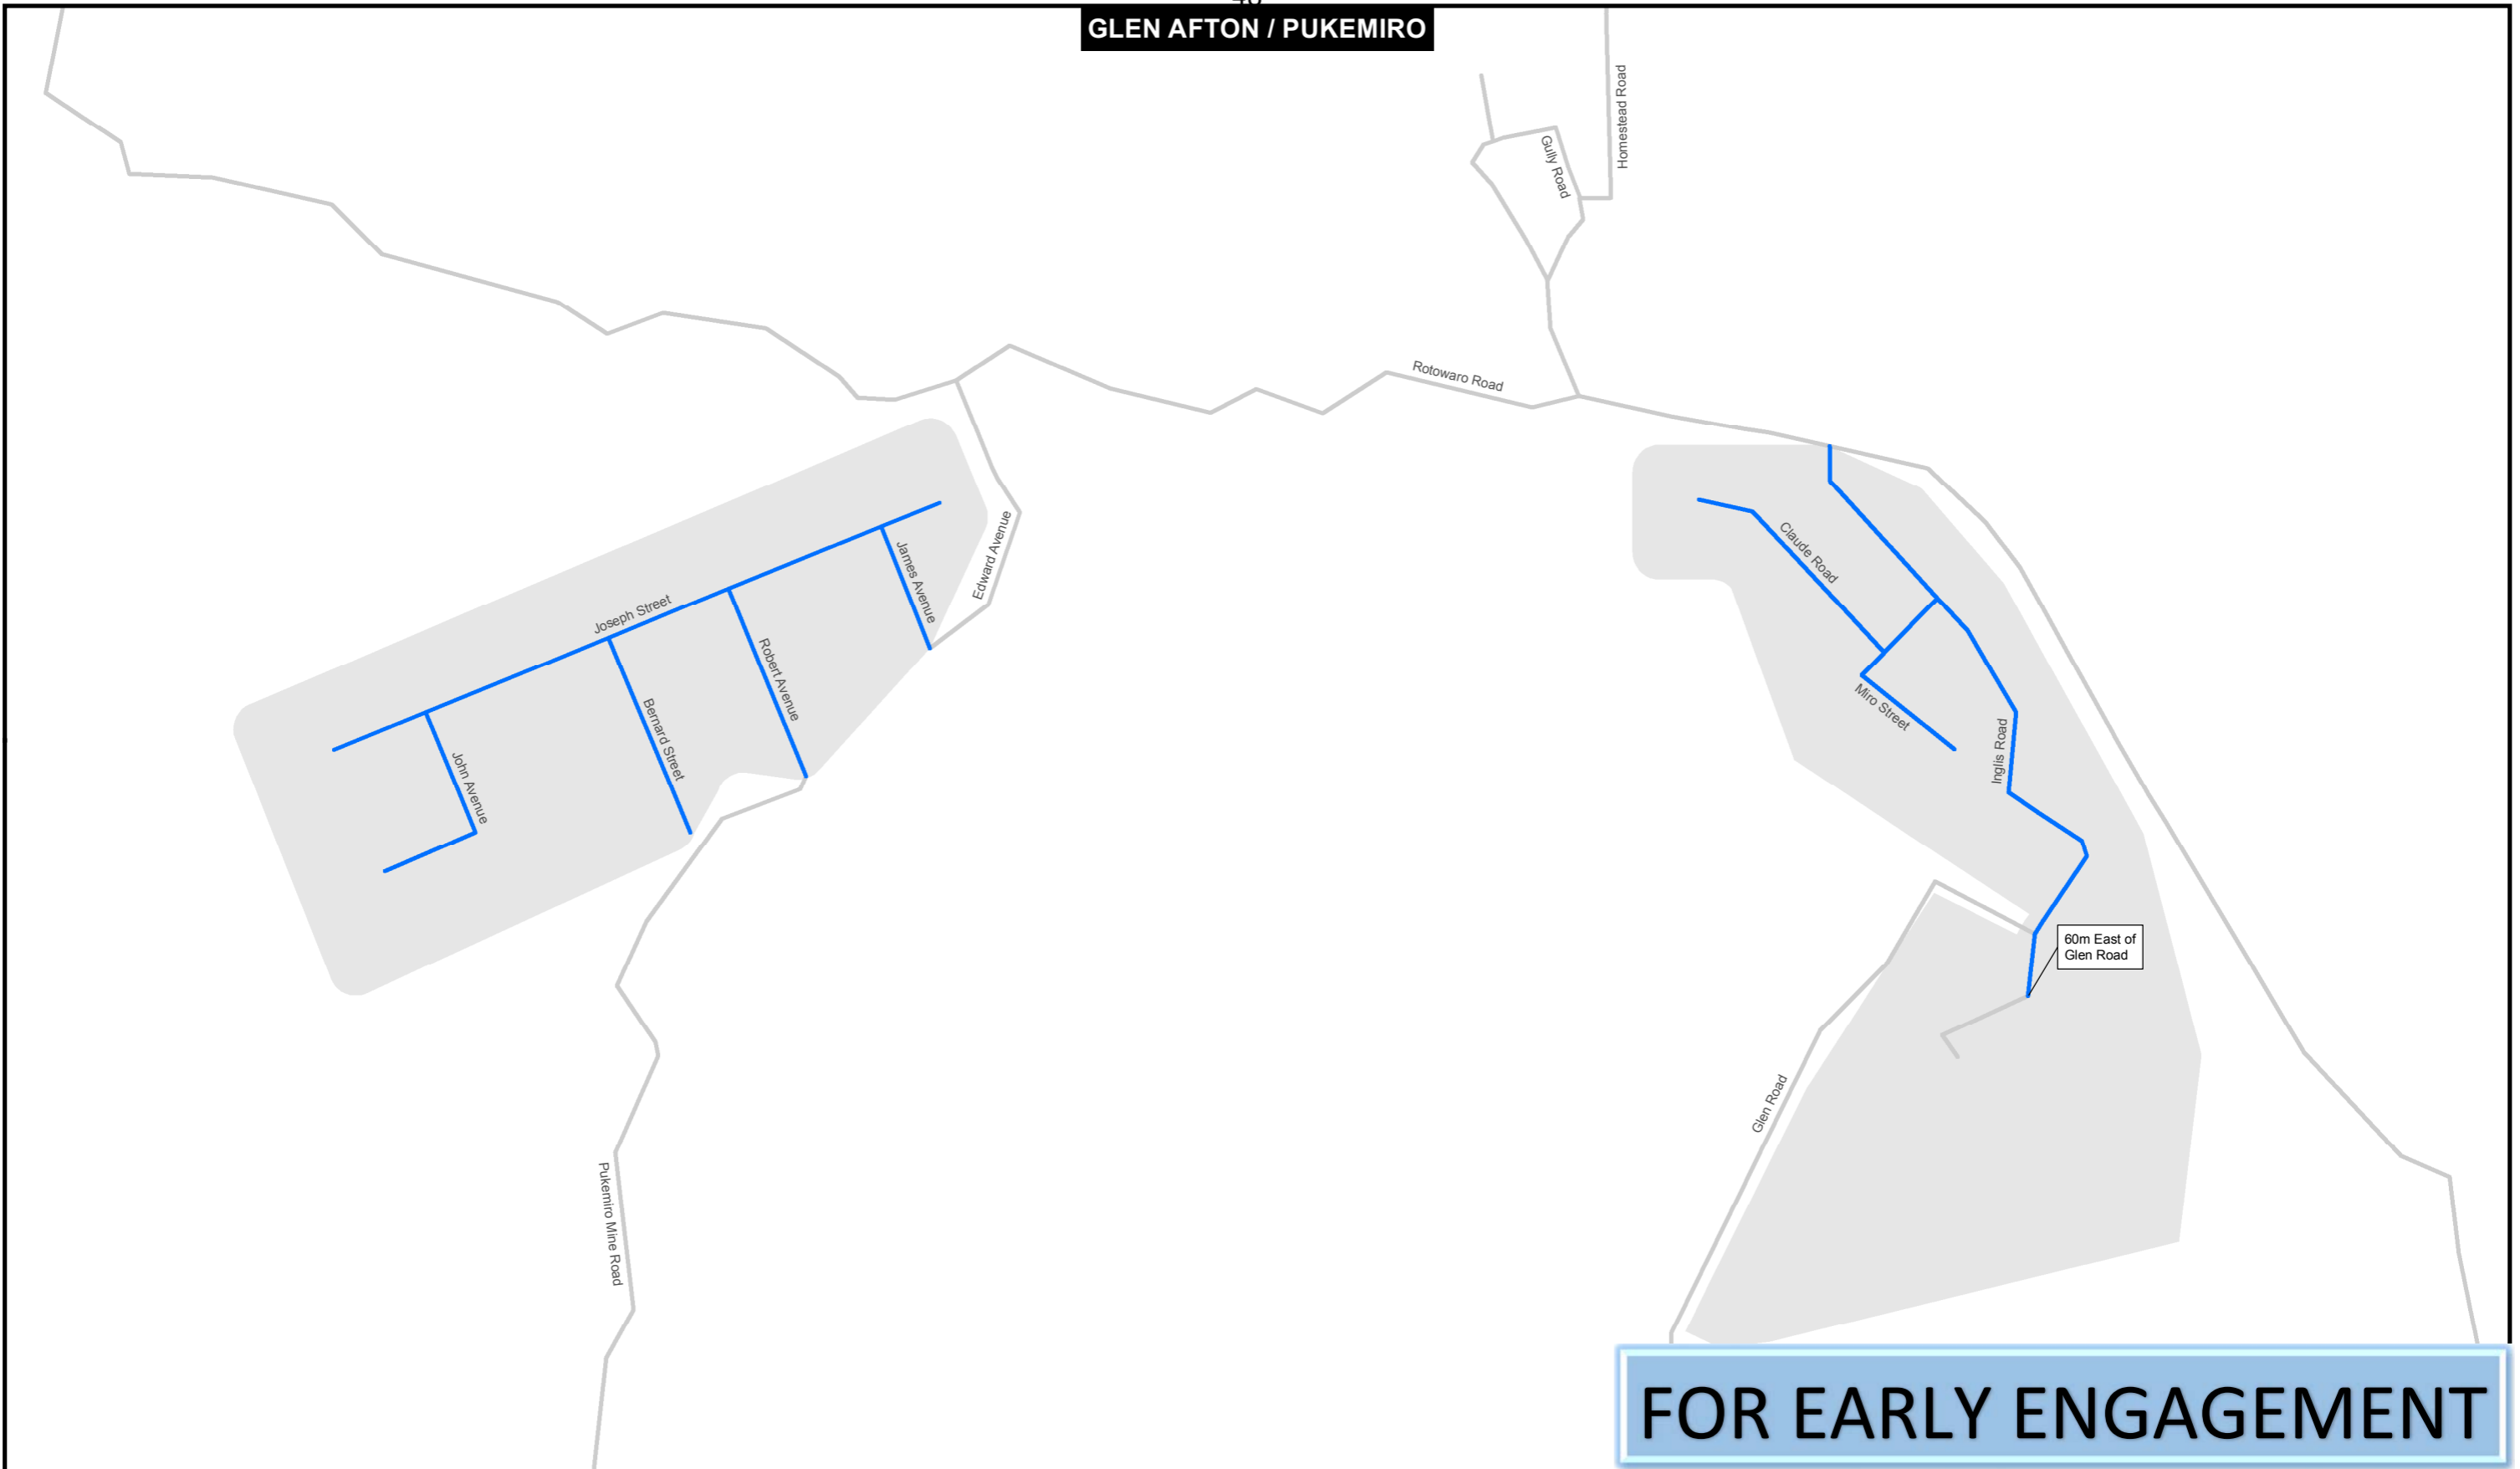 GLEN AFTON / PUKEMIRO
Homestead Road
Gully Road
Rotowaro Road
Claude Road
Edward Avenue
James Avenue
Joseph Street
Robert Avenue
Miro Street
Bernard Street
Inglis Road
John Avenue
60m East of
Glen Road
Glen Road
Pukemiro Mine Road
FOR EARLY ENGAGEMENT